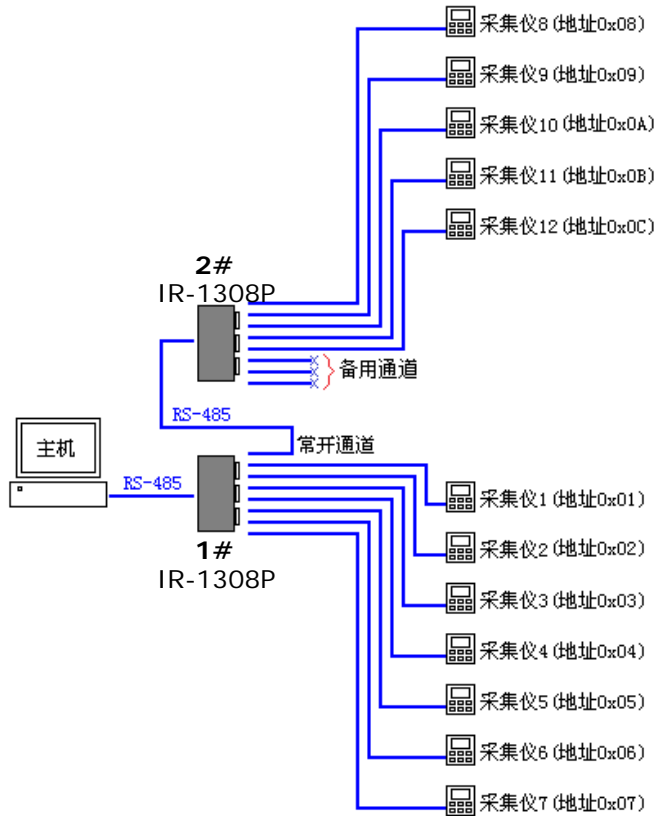 采集仪8(地址0x08)
采集仪9(地址0x09)
采集仪10(地址0x0A)
采集仪11(地址0x0B)
采集仪12(地址0x0C)
2#
IR-1308P
备用通道
RS-485
常开通道
主机
RS-485
1#
IR-1308P
采集仪1(地址0x01)
采集仪2(地址0x02)
采集仪3(地址0x03)
采集仪4(地址0x04)
采集仪5(地址0x05)
采集仪6(地址0x06)
采集仪7(地址0x07)